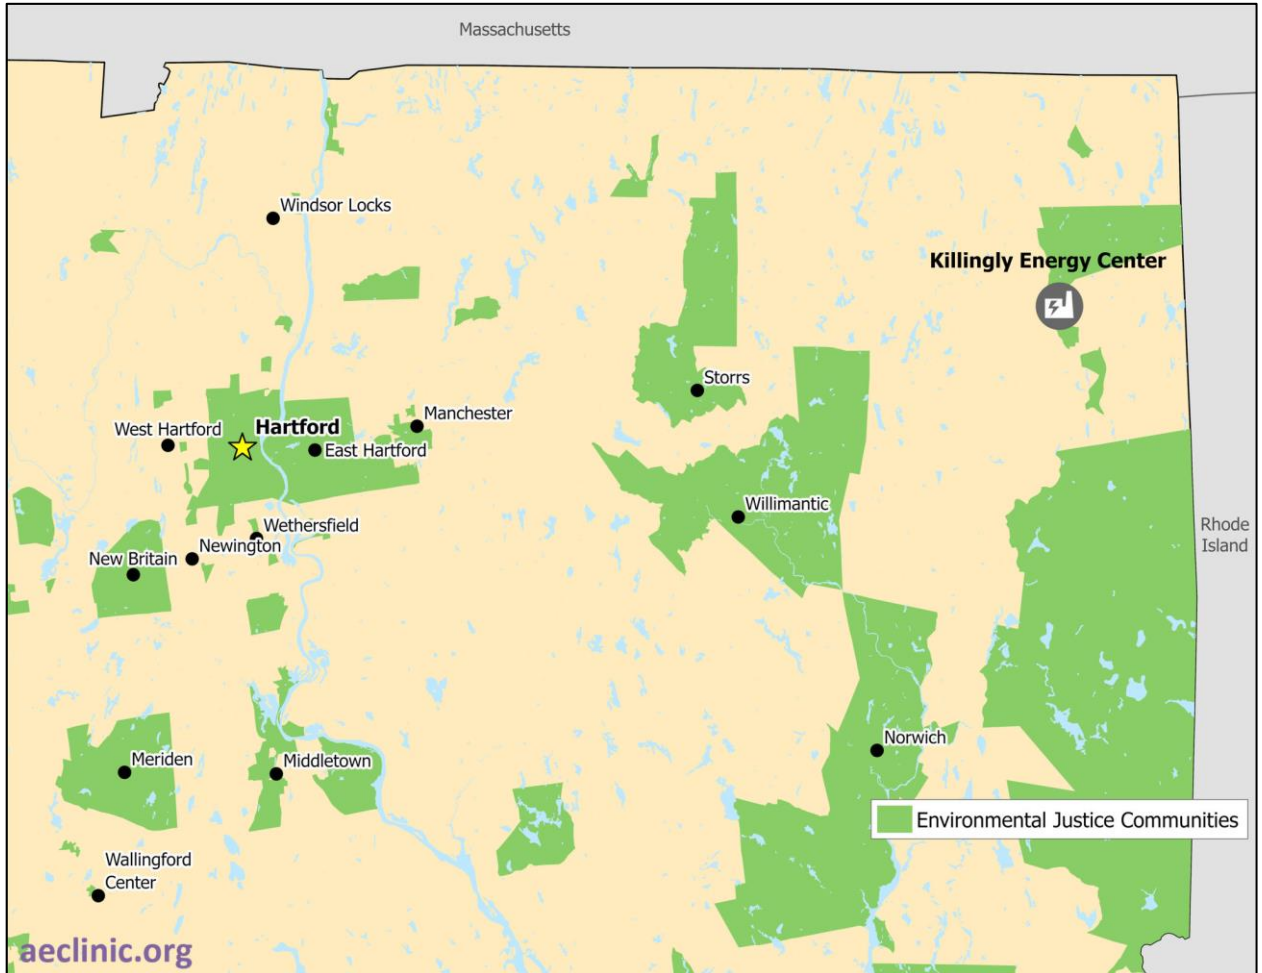 Massachusetts
Windsor Locks
Killingly Energy Center
Storrs
Manchester
West Hartford
Hartford
East Hartford
Willimantic
Wethersfield
Rhode
Island
Newington
New Britain
Norwich
Meriden
Middletown
Environmental Justice Communities
Wallingford
Center
aeclinic.org